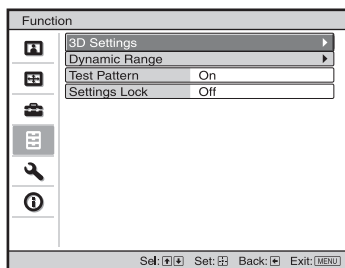 Function
3D Settings
Dynamic Range
Test Pattern On
Settings Lock Off
Sel: Set: Back: Exit: MENU